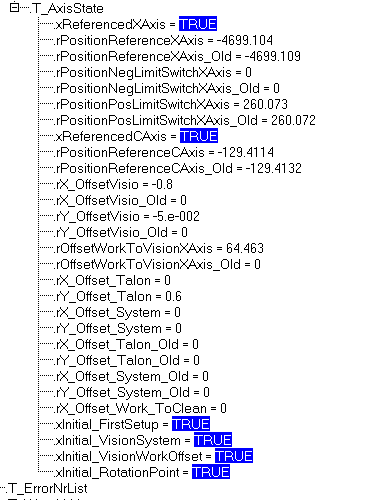 .T_AxisState
.xReferencedXAxis = TRUE
.rPositionReferenceXAxis = -4699.104
.rPositionReferenceXAxis_Old = -4699.109
.rPositionNegLimitSwitchXAxis = 0
.rPositionNegLimitSwitchXAxis_Old = 0
.rPositionPosLimitSwitchXAxis = 260.073
.rPositionPosLimitSwitchXAxis_Old = 260.072
.xReferencedCAxis = TRUE
.rPositionReferenceCAxis = -129.4114
.rPositionReferenceCAxis_Old = -129.4132
.rX_OffsetVisio = -0.8
.rX_OffsetVisio_Old = 0
.rY_OffsetVisio = -5.e-002
.rY_OffsetVisio_Old = 0
.rOffsetWorkToVisionXAxis = 64.463
.rOffsetWorkToVisionXAxis_Old = 0
.rX_Offset_Talon = 0
.rY_Offset_Talon = 0.6
.rX_Offset_System = 0
.rY_Offset_System = 0
.rX_Offset_Talon_Old = 0
.rY_Offset_Talon_Old = 0
.rX_Offset_System_Old = 0
.rY_Offset_System_Old = 0
.rX_Offset_Work_ToClean = 0
.xInitial_FirstSetup = TRUE
.xInitial_VisionSystem = TRUE
.xInitial_VisionWorkOffset = TRUE
.xInitial_RotationPoint = TRUE
.T_ErrorNrList